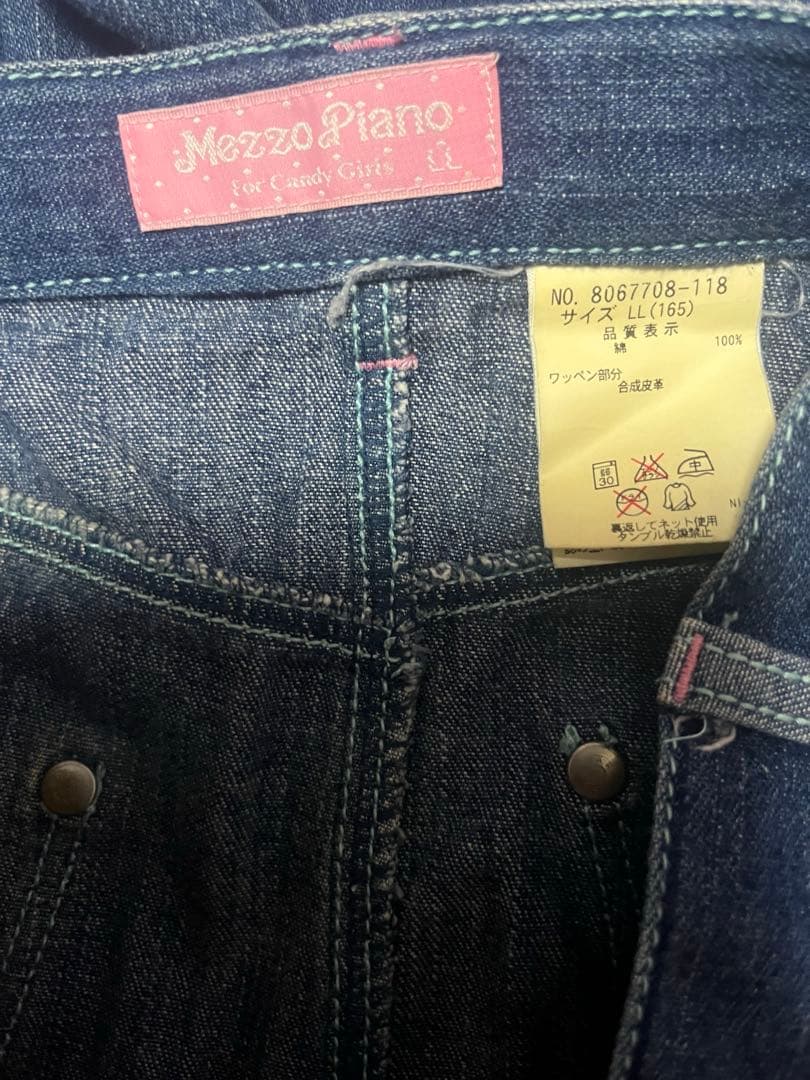 Mezzo Piano
For Candy Girls LL
NO. 8067708-118
サイズ LL(165)
品質表示
綿 100%
ワッペン部分
合成皮革
30
中
裏返してネット使用
タンブル乾燥禁止